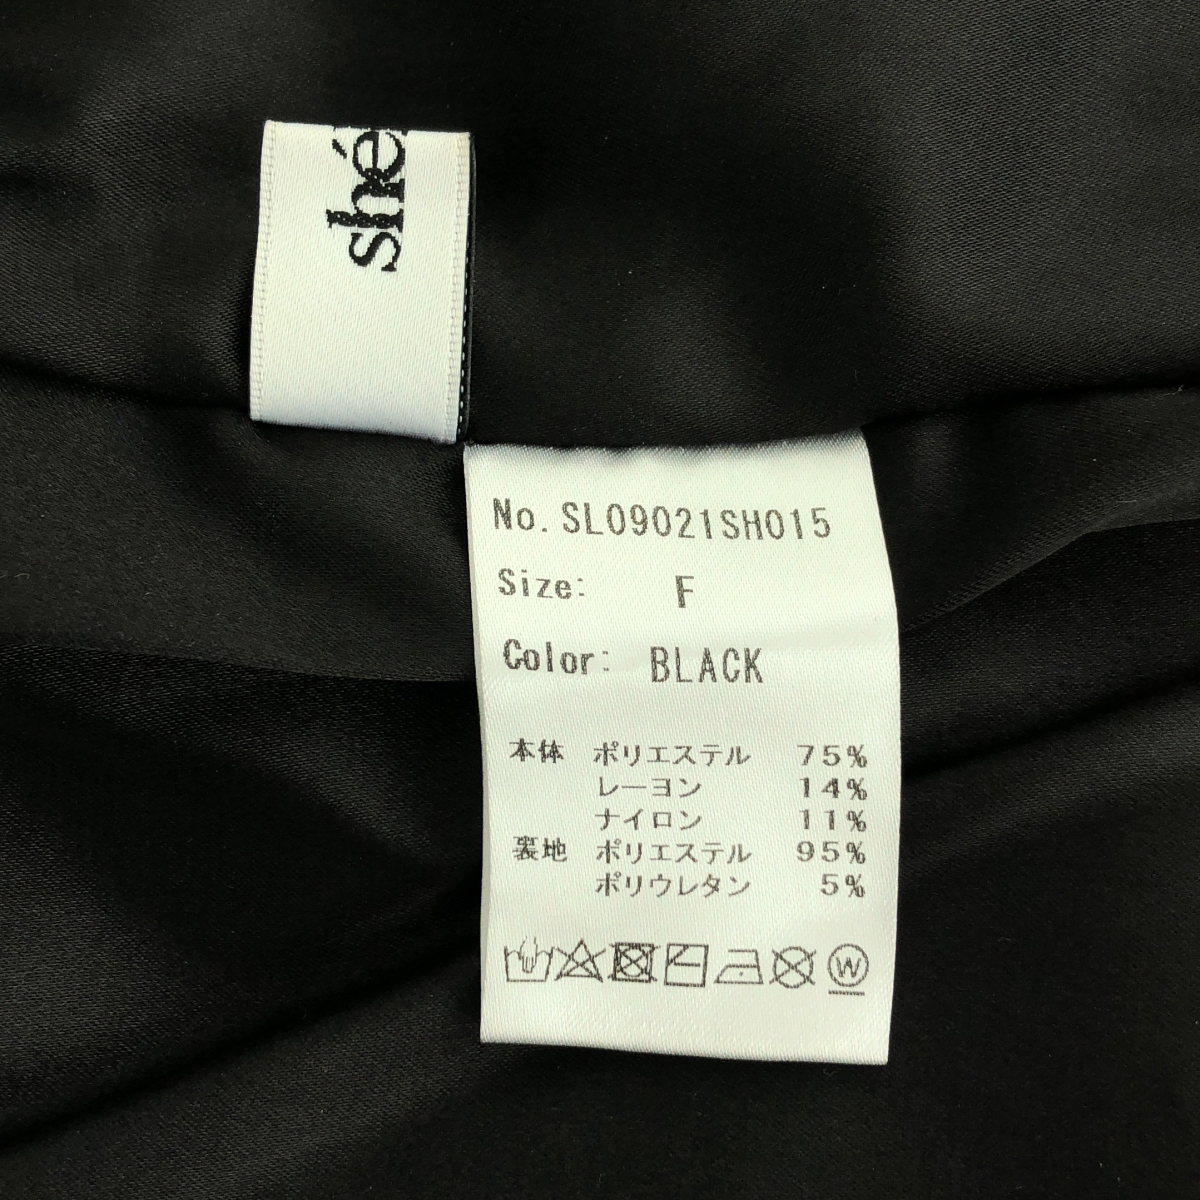 shé
No. SL09021SH015
Size: F
Color: BLACK
本体 ポリエステル 75%
レーヨン 14%
ナイロン 11%
裏地 ポリエステル 95%
ポリウレタン 5%
W